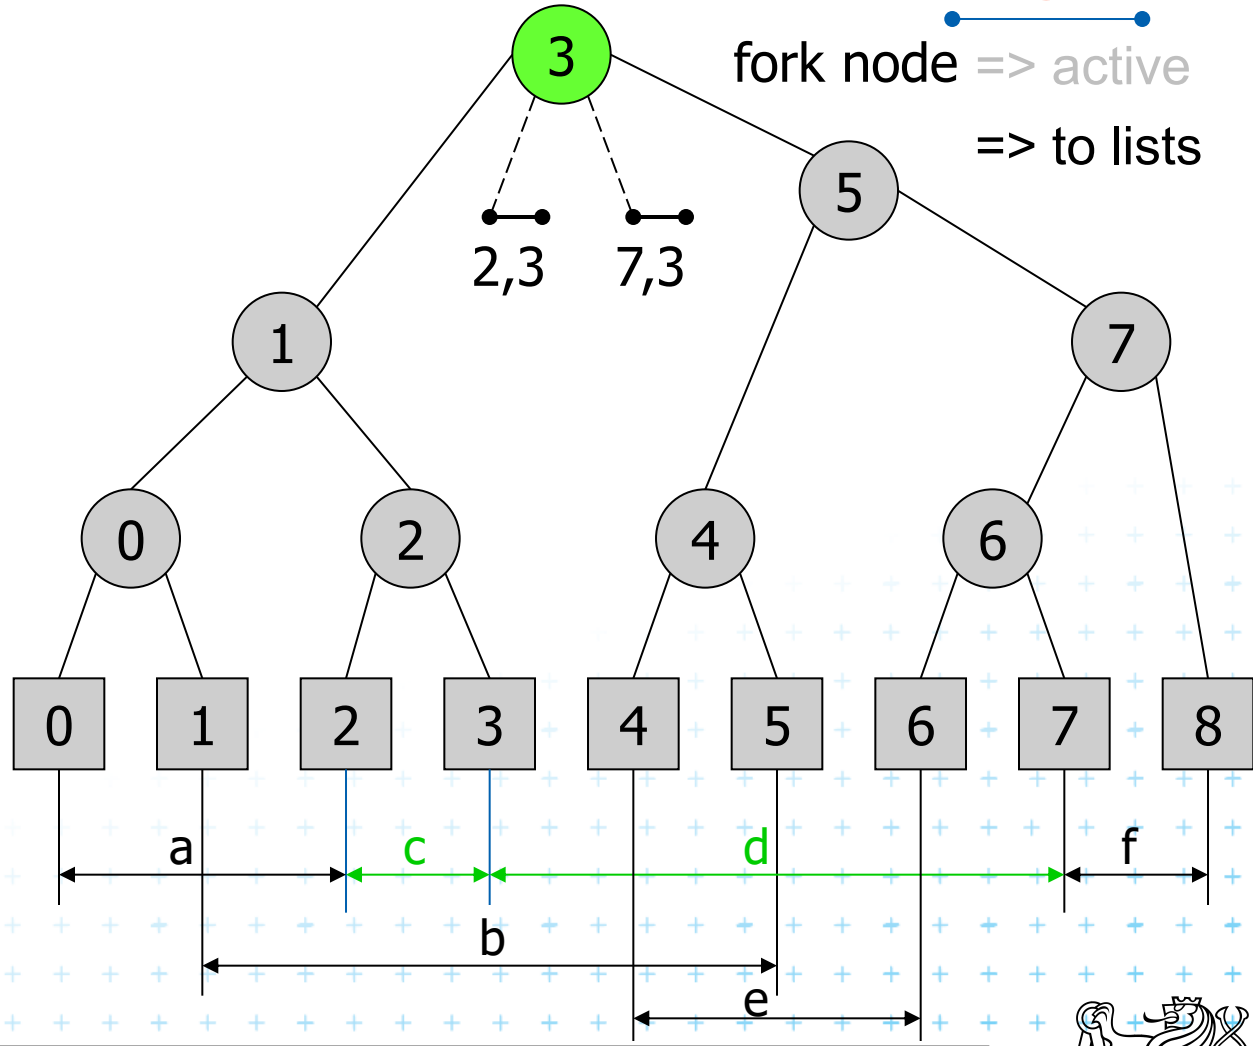 3
fork node => active
=> to lists
5
2,3 7,3
1 7
0 2 4 6
0 1 2 3 4 5 6 7 8
a c d f
b
e